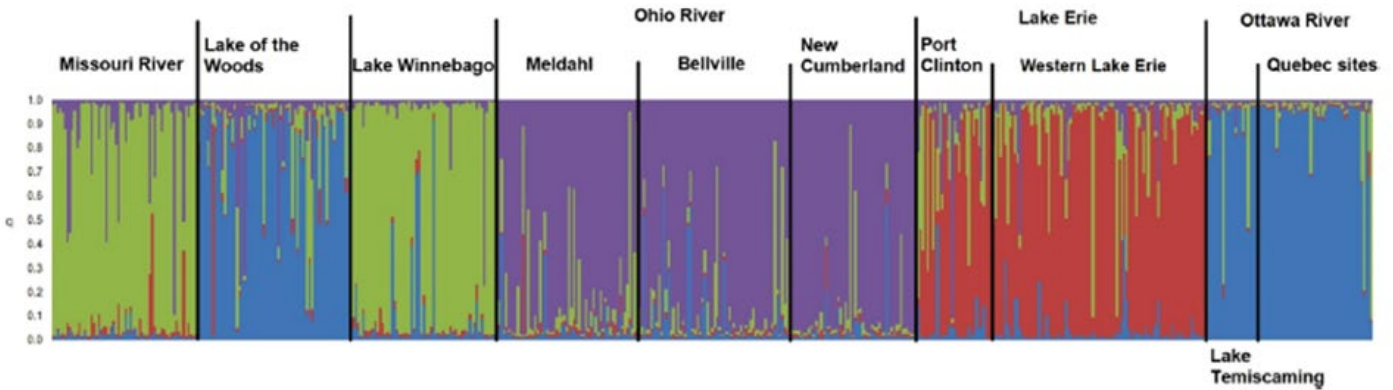 Ohio River
Lake Erie
Ottawa River
Missouri River
Lake of the
Woods
Lake Winnebago
Meldahl
Bellville
New
Cumberland
Port
Clinton
Western Lake Erie
Quebec sites
1.0
0.9
0.8
0.7
0.6
0.5
0.4
0.3
0.2
0.1
0.0
Lake
Temiscaming